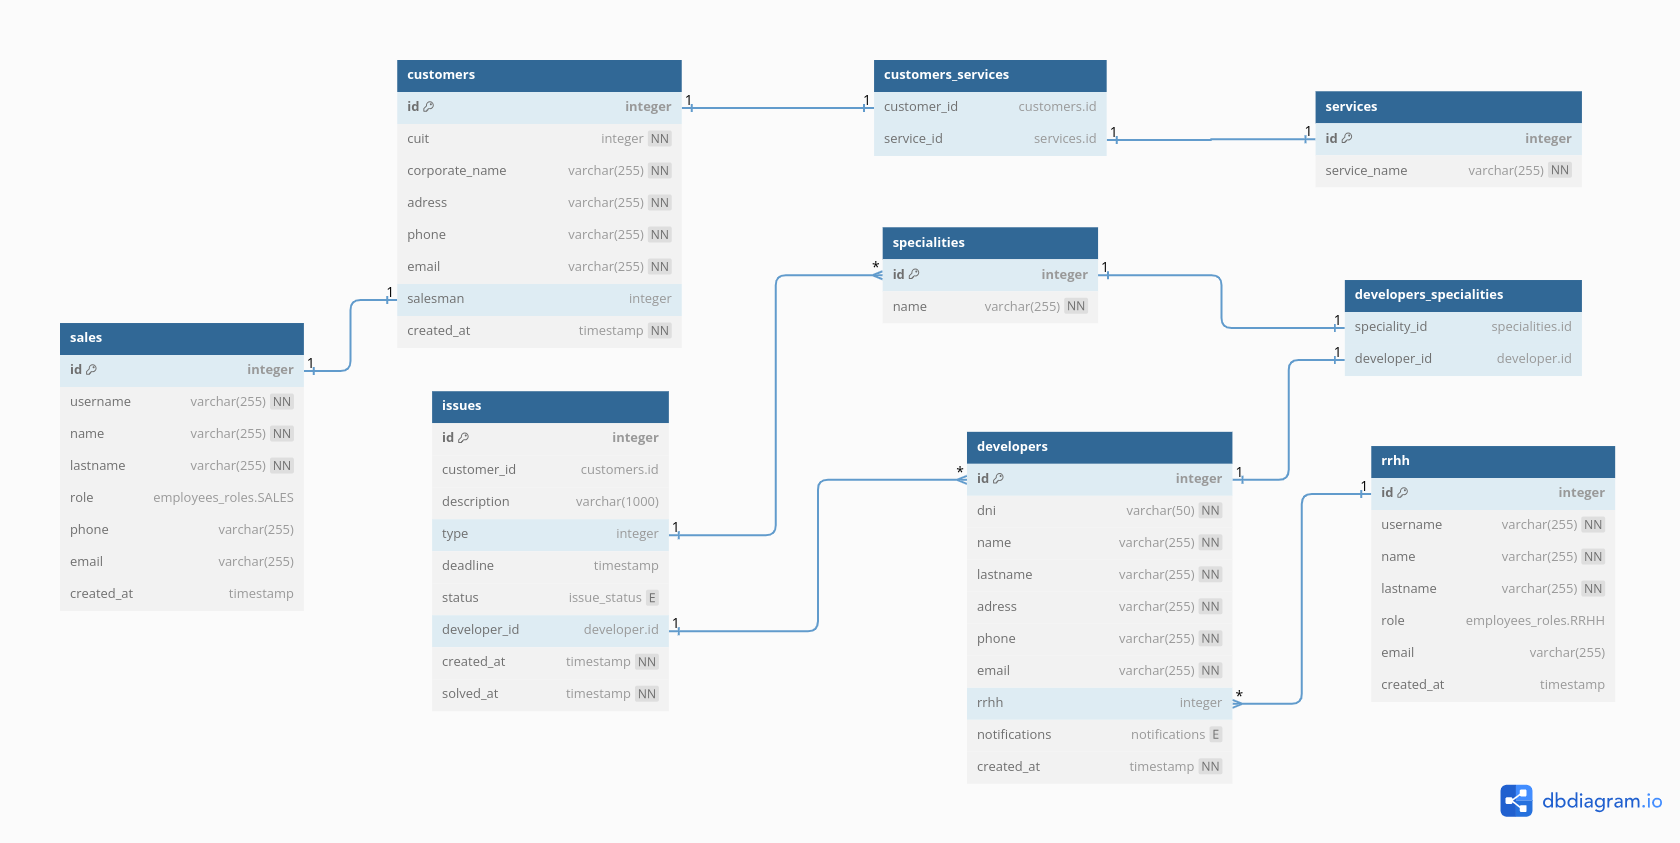 customers
id integer
cuit integer NN
corporate_name varchar(255) NN
adress varchar(255) NN
phone varchar(255) NN
email varchar(255) NN
salesman integer
created_at timestamp NN
1
1
customers_services
customer_id customers.id
service_id services.id
1
1
services
id integer
service_name varchar(255) NN
specialities
id integer
name varchar(255) NN
*
1
developers_specialities
speciality_id specialities.id
developer_id developer.id
1
1
sales
id integer
username varchar(255) NN
name varchar(255) NN
lastname varchar(255) NN
role employees_roles.SALES
phone varchar(255)
email varchar(255)
created_at timestamp
1
1
issues
id integer
customer_id customers.id
description varchar(1000)
type integer
deadline timestamp
status issue_status E
developer_id developer.id
created_at timestamp NN
solved_at timestamp NN
1
1
developers
id integer
dni varchar(50) NN
name varchar(255) NN
lastname varchar(255) NN
adress varchar(255) NN
phone varchar(255) NN
email varchar(255) NN
rrhh integer
notifications notifications E
created_at timestamp NN
*
1
*
rrhh
id integer
username varchar(255) NN
name varchar(255) NN
lastname varchar(255) NN
role employees_roles.RRHH
email varchar(255)
created_at timestamp
1
dbdiagram.io